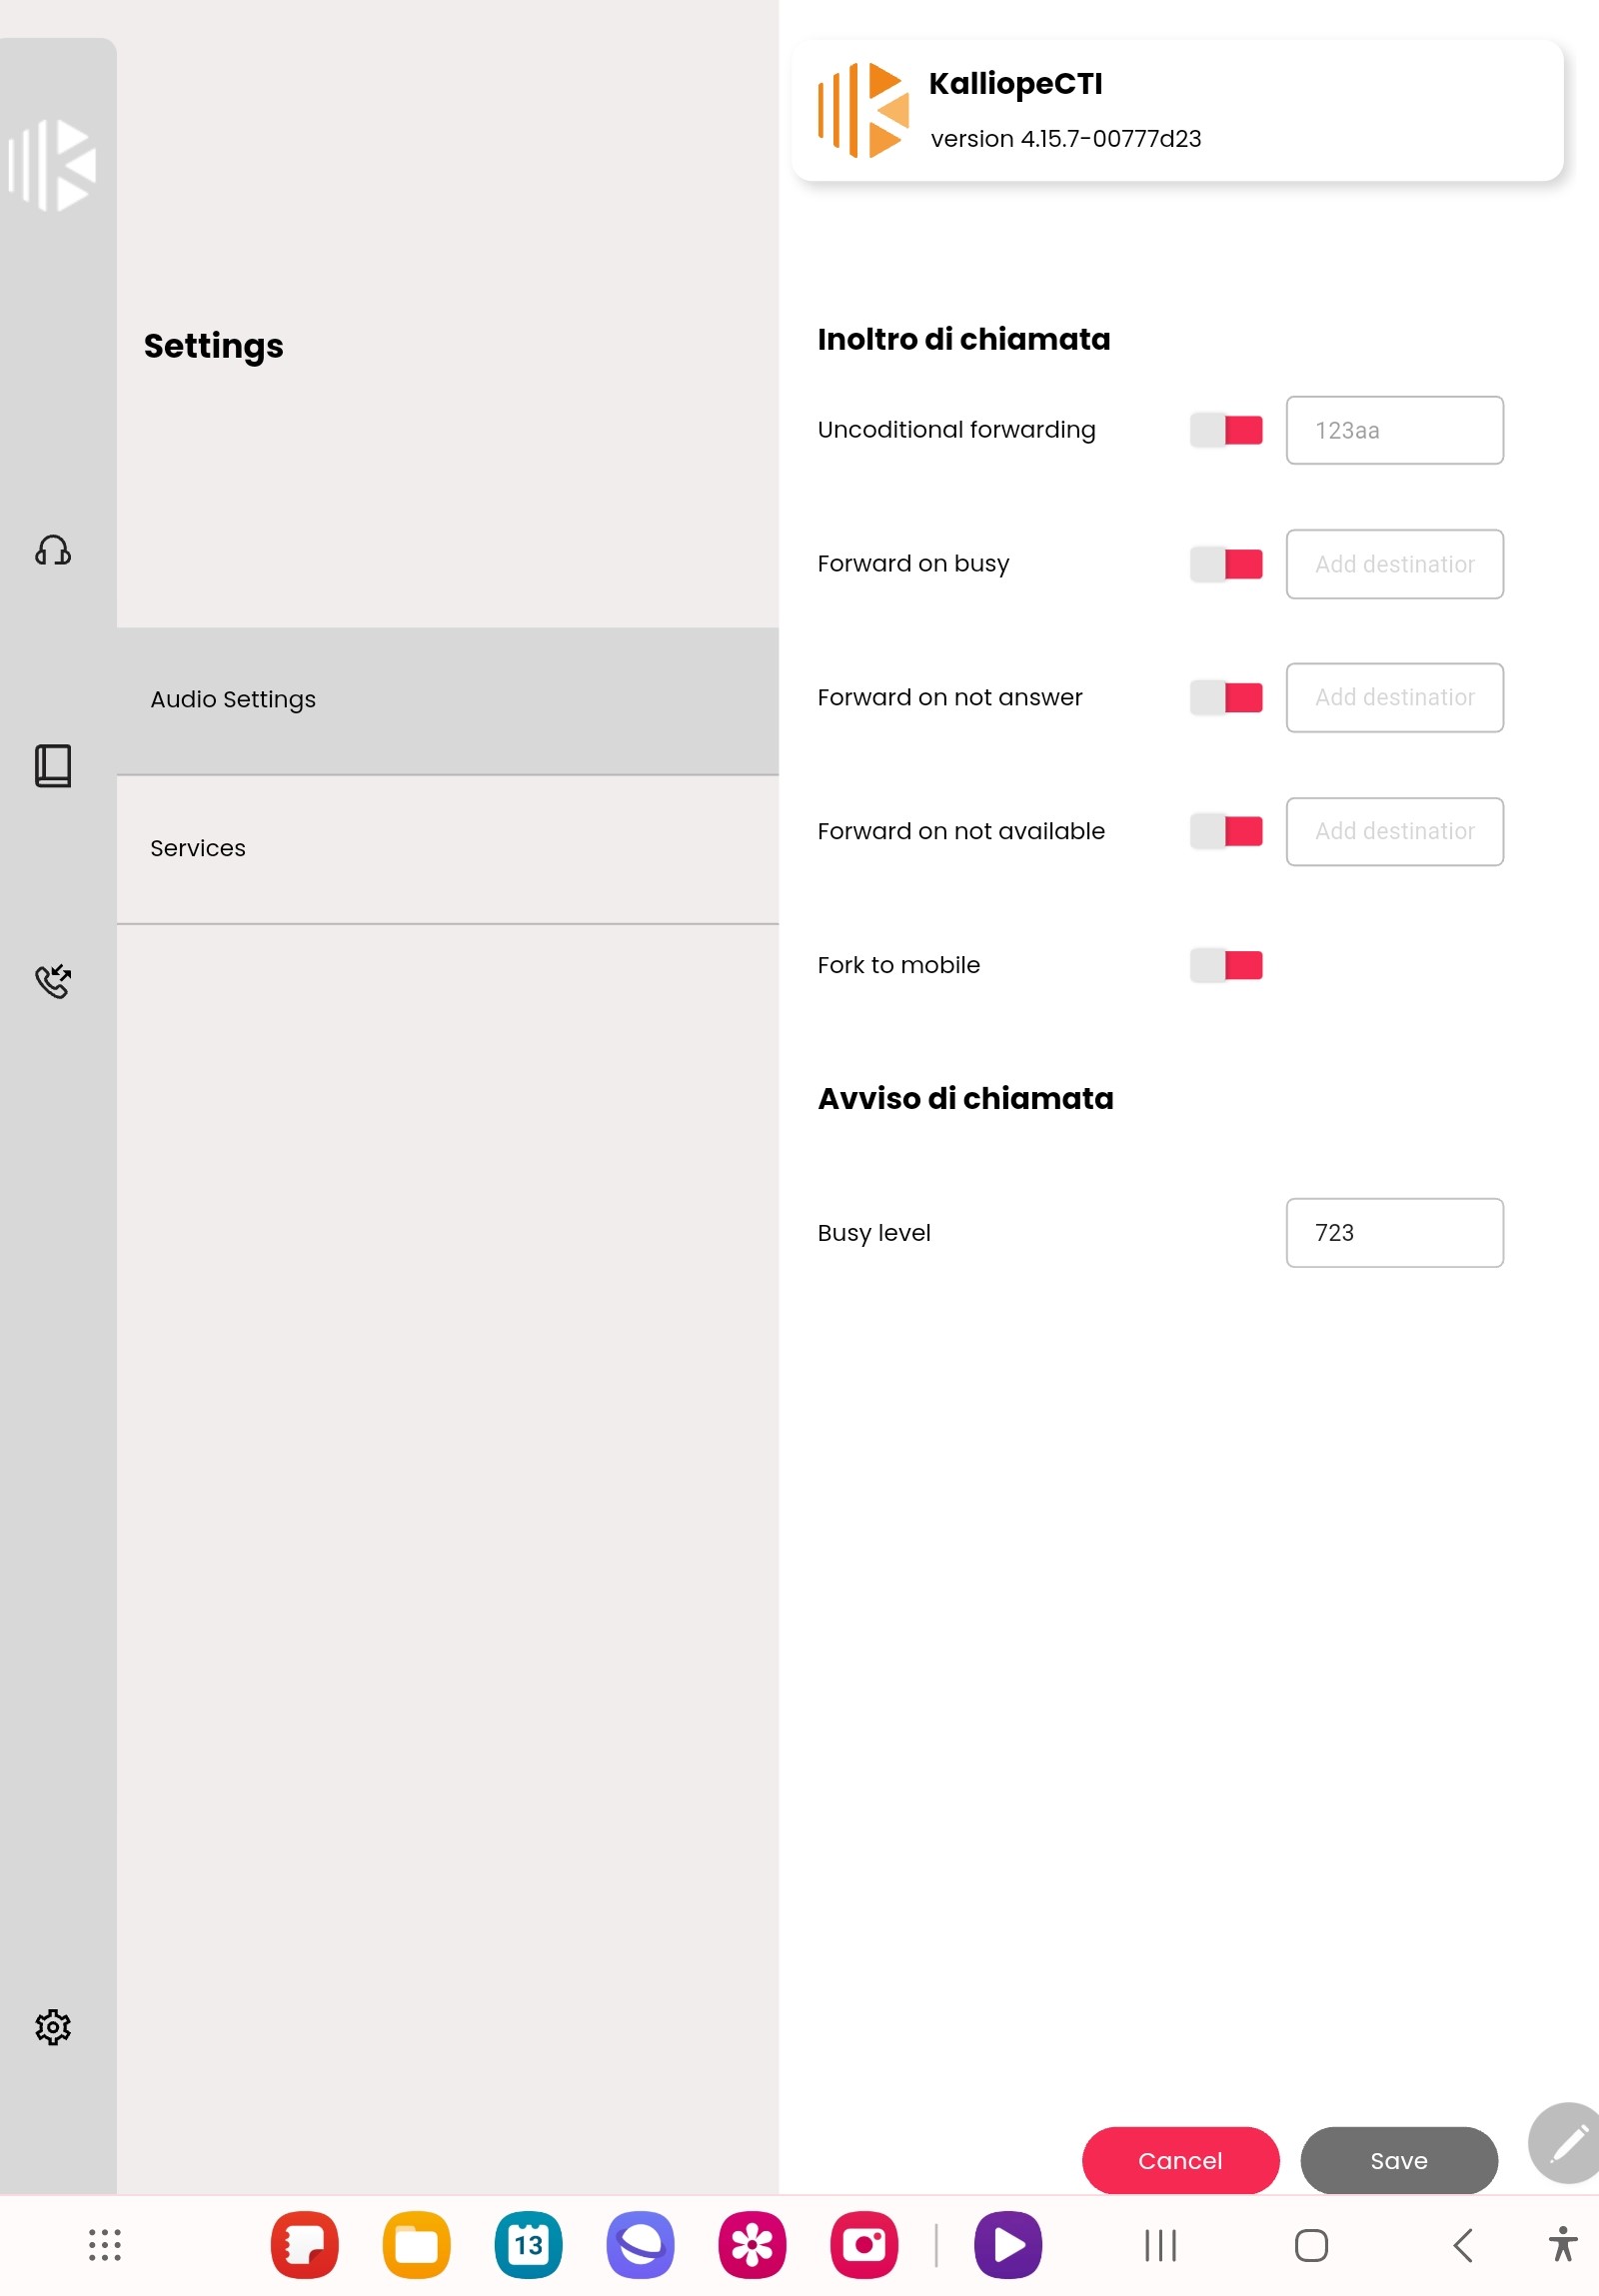 KalliopeCTI
version 4.15.7-00777d23
Settings
Audio Settings
Services
Inoltro di chiamata
Uncoditional forwarding
123aa
Forward on busy
Add destination
Forward on not answer
Add destination
Forward on not available
Add destination
Fork to mobile
Avviso di chiamata
Busy level
723
Cancel
Save
13